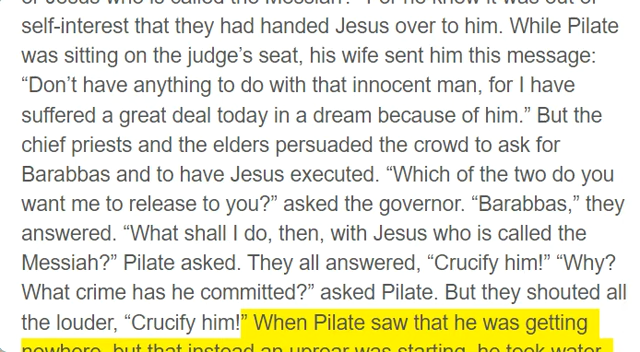 of Jesus who is called the Messiah?” For he knew it was out of
self-interest that they had handed Jesus over to him. While Pilate
was sitting on the judge’s seat, his wife sent him this message:
“Don’t have anything to do with that innocent man, for I have
suffered a great deal today in a dream because of him.” But the
chief priests and the elders persuaded the crowd to ask for
Barabbas and to have Jesus executed. “Which of the two do you
want me to release to you?” asked the governor. “Barabbas,” they
answered. “What shall I do, then, with Jesus who is called the
Messiah?” Pilate asked. They all answered, “Crucify him!” “Why?
What crime has he committed?” asked Pilate. But they shouted all
the louder, “Crucify him!” When Pilate saw that he was getting
nowhere, but that instead an uproar was starting, he took water